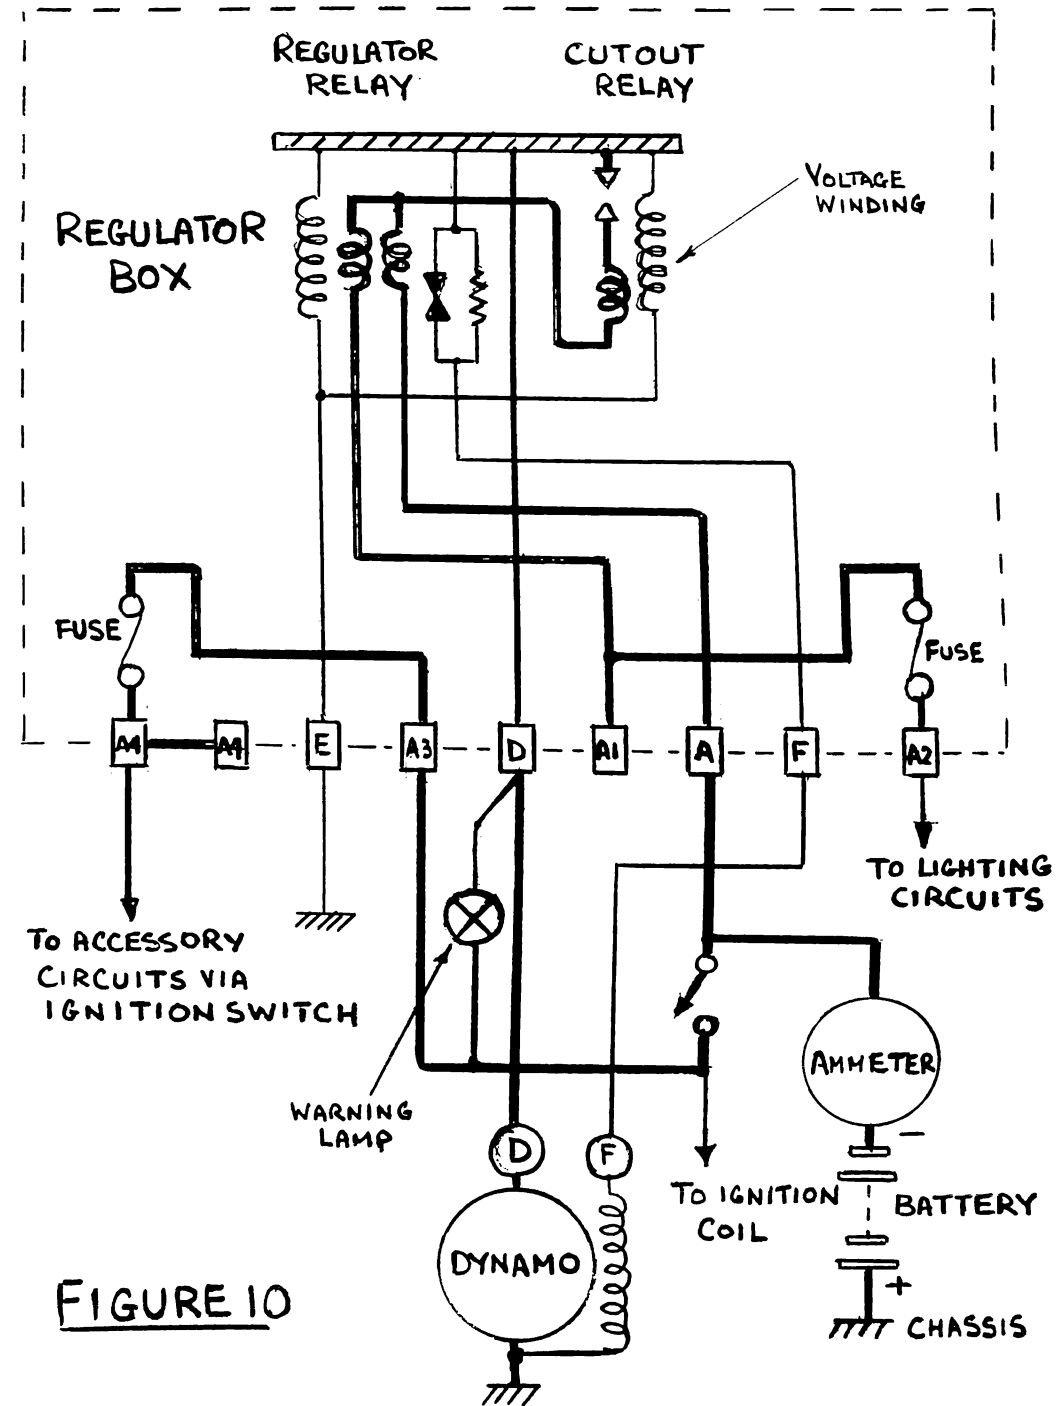 REGULATOR
RELAY
CUTOUT
RELAY
VOLTAGE
WINDING
REGULATOR
BOX
FUSE
FUSE
A4
A4
E
A3
D
A1
A
F
A2
TO LIGHTING
CIRCUITS
TO ACCESSORY
CIRCUITS VIA
IGNITION SWITCH
AMMETER
WARNING
LAMP
D
F
−
TO IGNITION
COIL
BATTERY
DYNAMO
+
FIGURE 10
CHASSIS